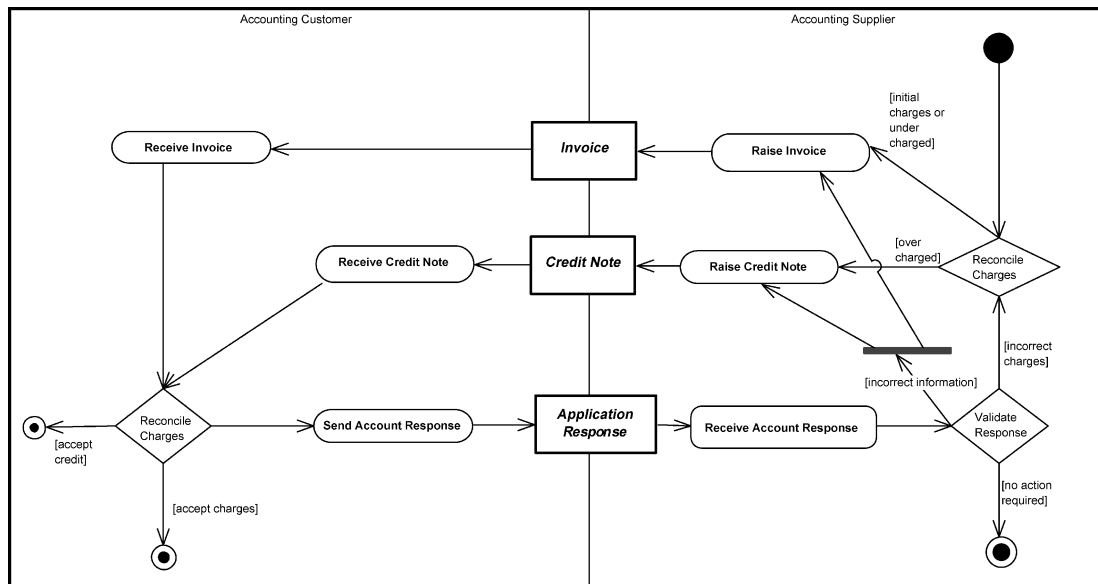 Accounting Customer
Accounting Supplier
[initial
charges or
under
charged]
Receive Invoice
Invoice
Raise Invoice
[over
charged]
Receive Credit Note
Credit Note
Raise Credit Note
Reconcile
Charges
[incorrect
charges]
[incorrect information]
Reconcile
Charges
Send Account Response
Application
Response
Receive Account Response
Validate
Response
[accept
credit]
[accept charges]
[no action
required]